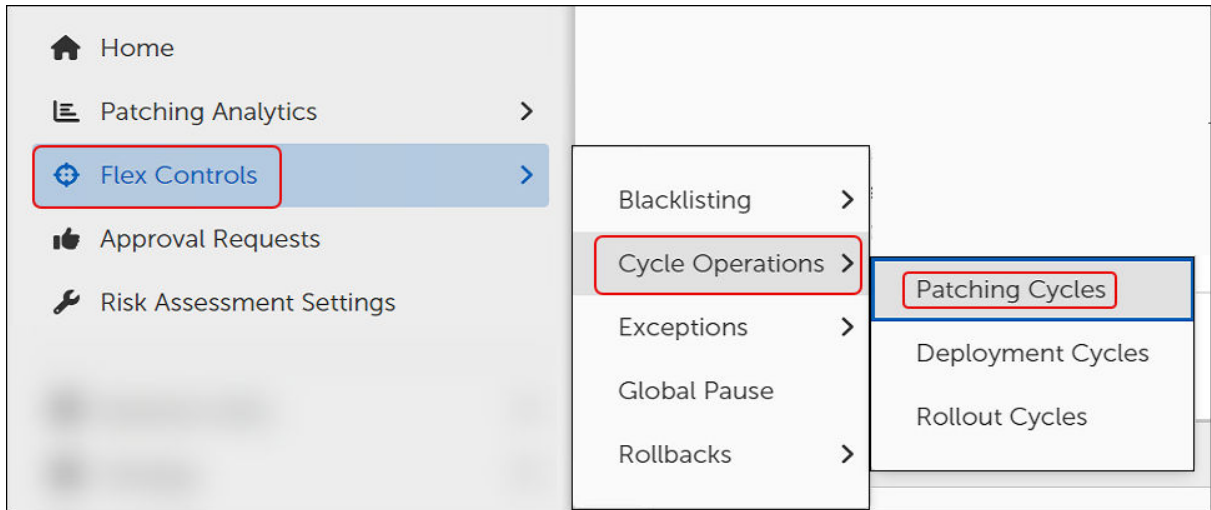 Home
Patching Analytics
Flex Controls
Approval Requests
Risk Assessment Settings
Blacklisting
Cycle Operations
Exceptions
Global Pause
Rollbacks
Patching Cycles
Deployment Cycles
Rollout Cycles